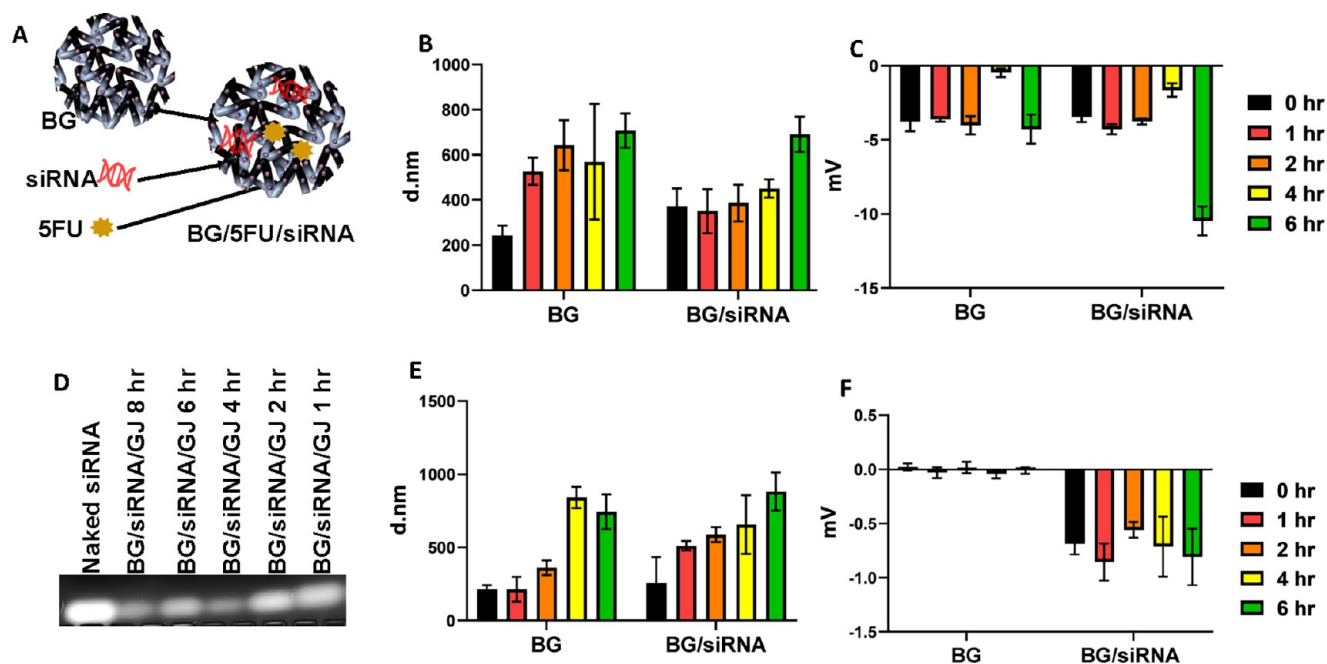 A
BG
siRNA
5FU
BG/5FU/siRNA
B
d.nm
1000
800
600
400
200
0
BG
BG/siRNA
C
mV
0
-5
-10
-15
BG
BG/siRNA
0 hr
1 hr
2 hr
4 hr
6 hr
D
Naked siRNA
BG/siRNA/GJ 8 hr
BG/siRNA/GJ 6 hr
BG/siRNA/GJ 4 hr
BG/siRNA/GJ 2 hr
BG/siRNA/GJ 1 hr
E
d.nm
1500
1000
500
0
BG
BG/siRNA
F
mV
0.5
0.0
-0.5
-1.0
-1.5
BG
BG/siRNA
0 hr
1 hr
2 hr
4 hr
6 hr